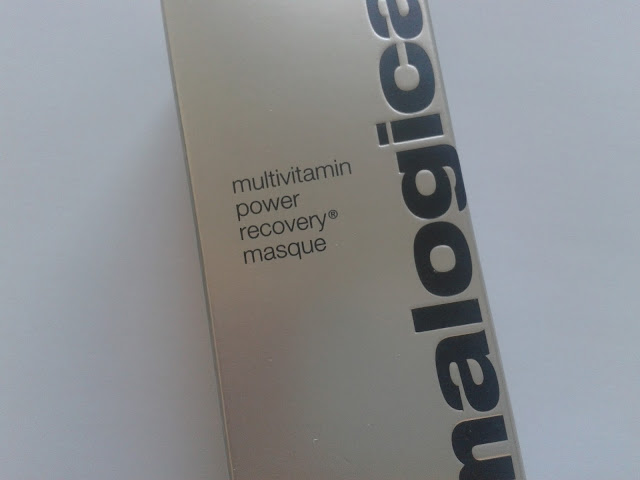 multivitamin
power
recovery®
masque
malogica